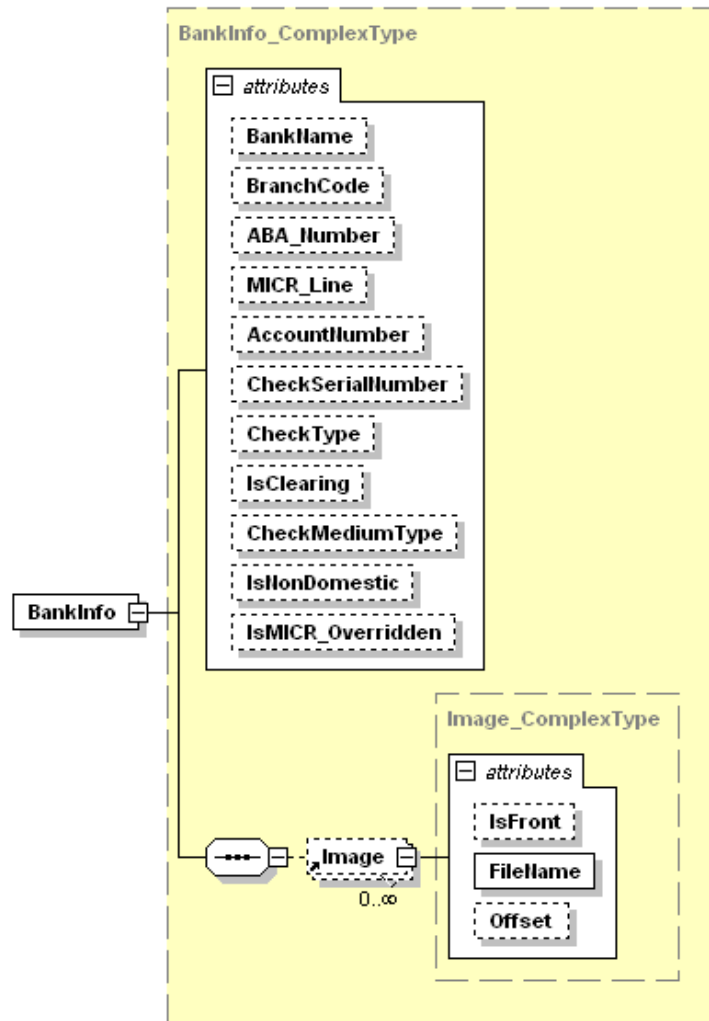 BankInfo_ComplexType
attributes
BankName
BranchCode
ABA_Number
MICR_Line
AccountNumber
CheckSerialNumber
CheckType
IsClearing
CheckMediumType
IsNonDomestic
IsMICR_Overridden
BankInfo
Image_ComplexType
attributes
IsFront
FileName
Offset
Image
0..∞